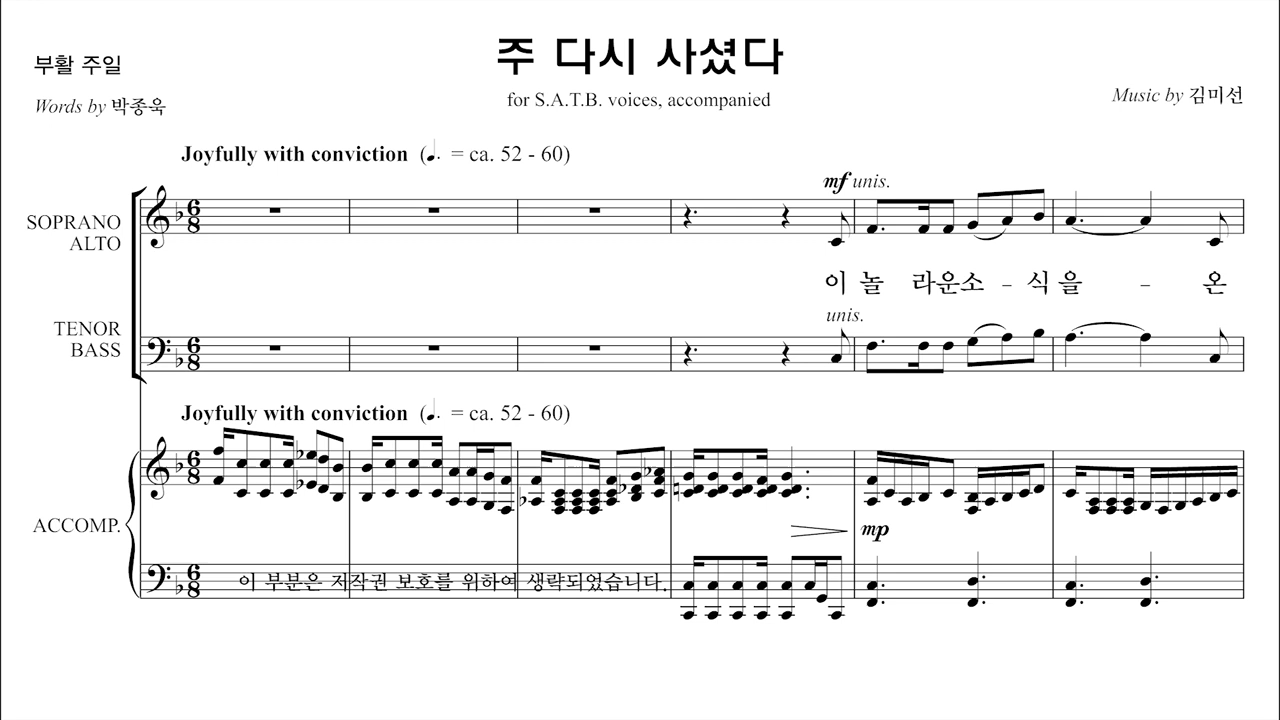 주 다시 사셨다
부활 주일
for S.A.T.B. voices, accompanied
Words by 박종욱
Music by 김미선
Joyfully with conviction (♩. = ca. 52 - 60)
mf unis.
SOPRANO
ALTO
이 놀 라운소 - 식을 - 온
unis.
TENOR
BASS
Joyfully with conviction (♩. = ca. 52 - 60)
ACCOMP.
mp
이 부분은 저작권 보호를 위하여 생략되었습니다.